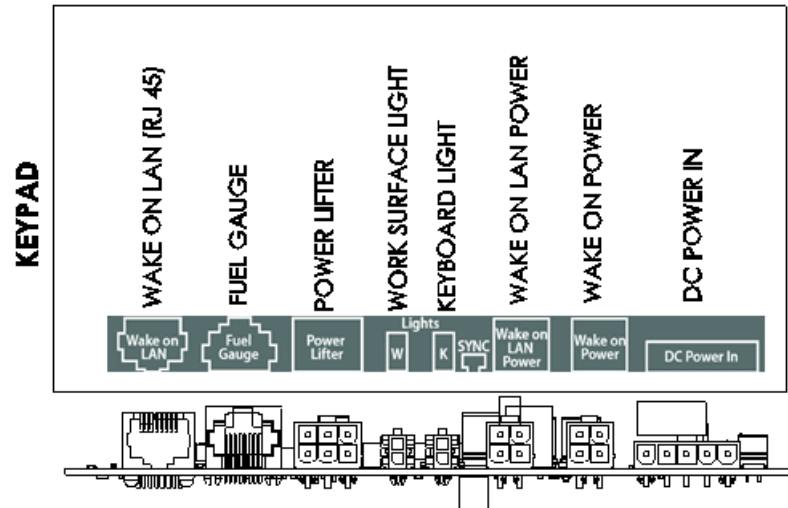 KEYPAD
WAKE ON LAN (RJ 45)
FUEL GAUGE
POWER LIFTER
WORK SURFACE LIGHT
KEYBOARD LIGHT
WAKE ON LAN POWER
WAKE ON POWER
DC POWER IN
Wake on
LAN
Fuel
Gauge
Power
Lifter
Lights
W
K
SYNC
Wake on
LAN
Power
Wake on
Power
DC Power In